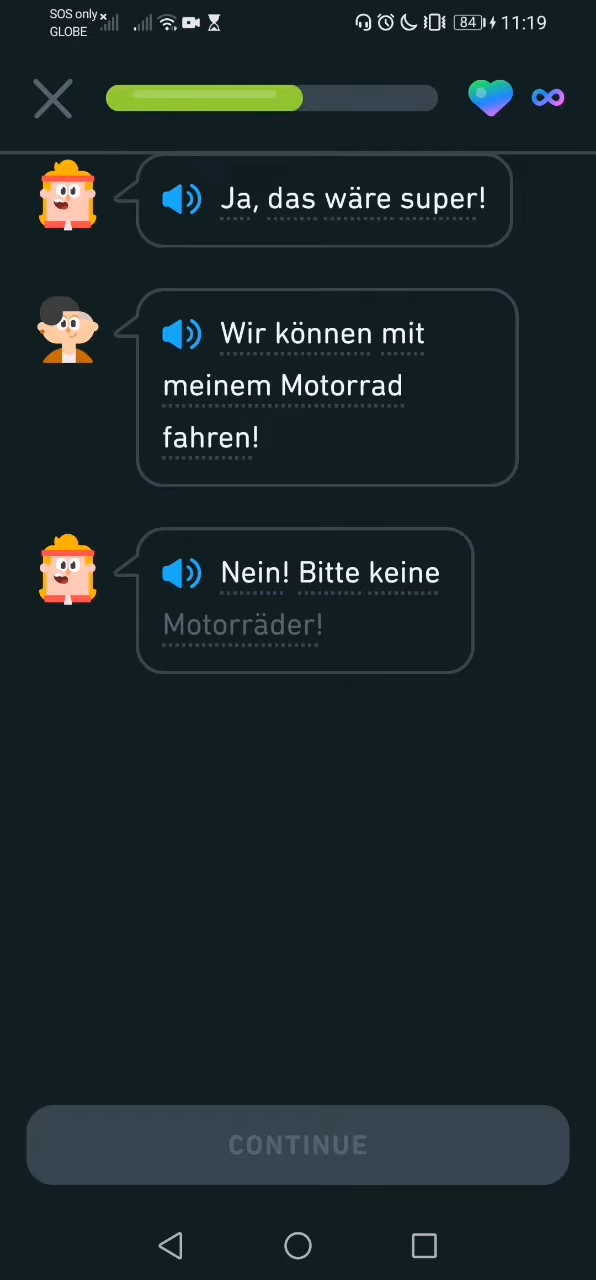 SOS only
GLOBE
84
11:19
Ja, das wäre super!
Wir können mit
meinem Motorrad
fahren!
Nein! Bitte keine
Motorräder!
CONTINUE